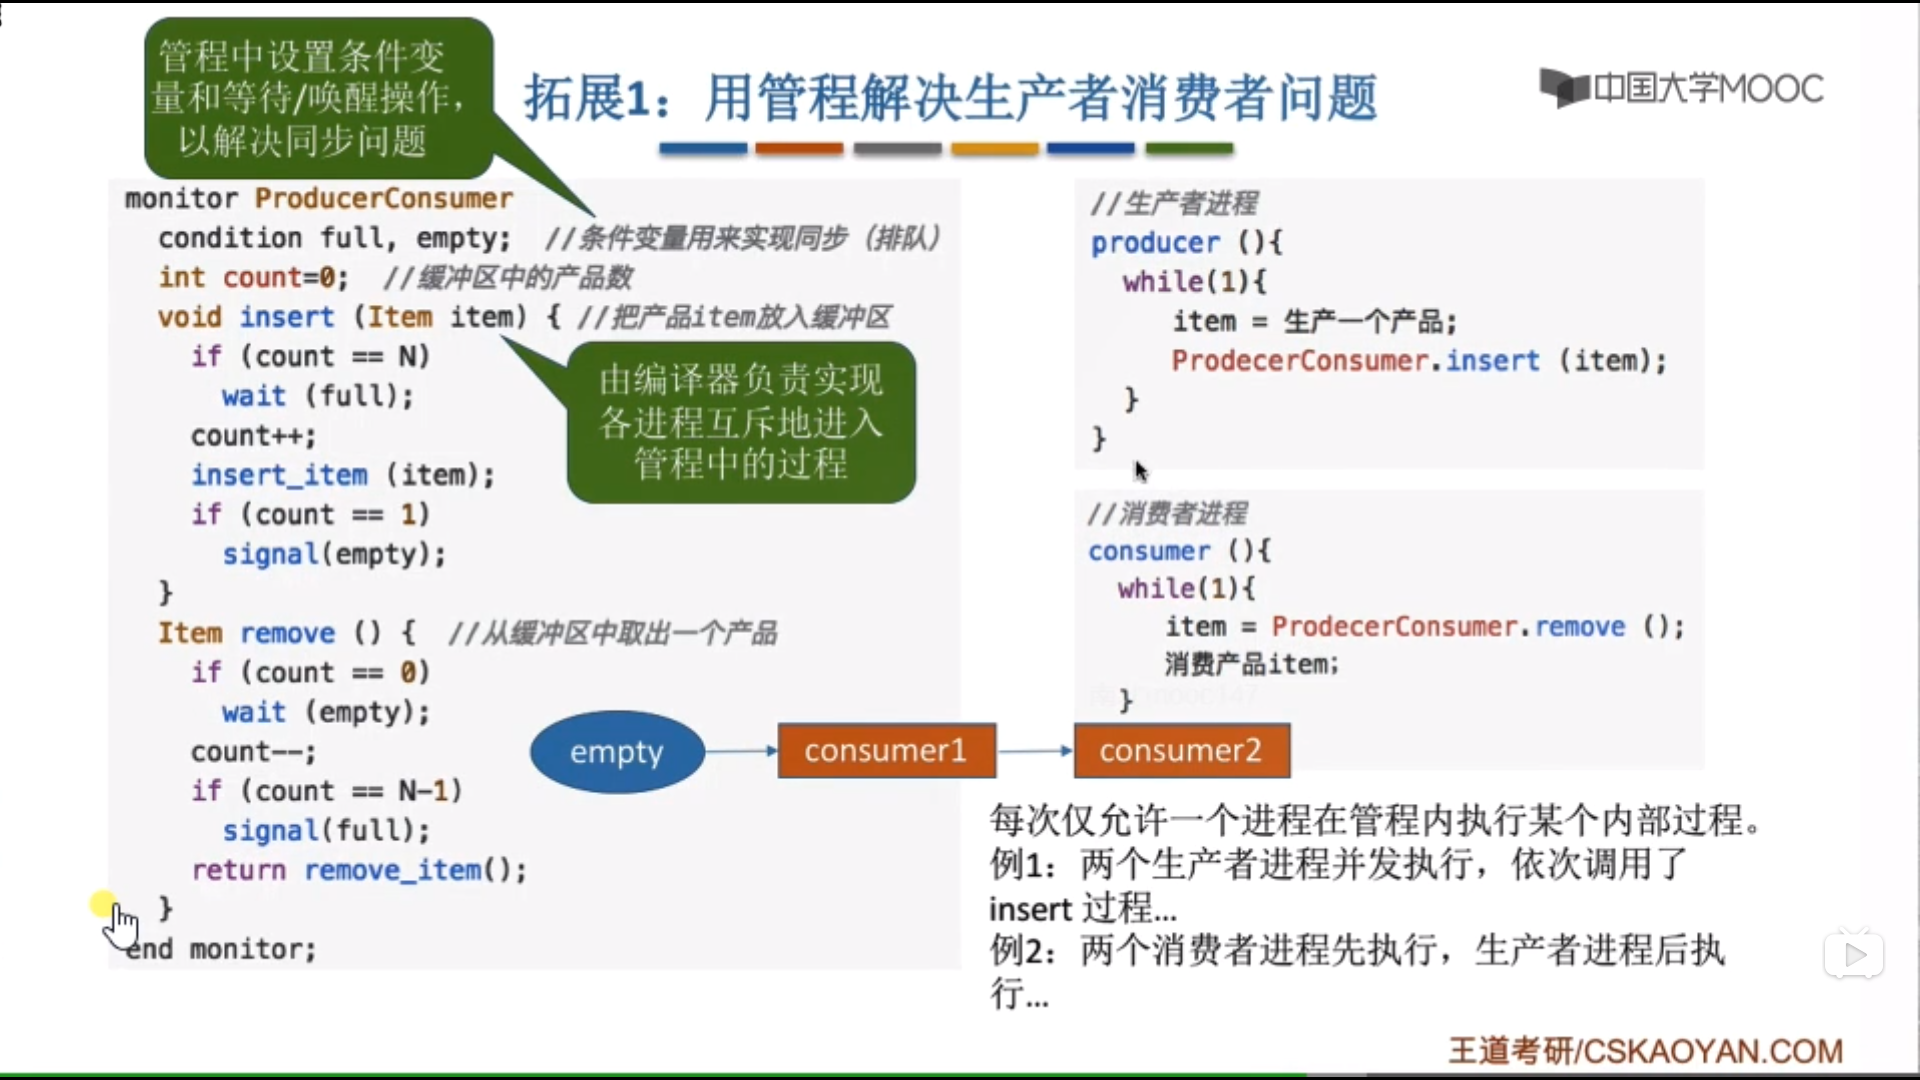 管程中设置条件变
量和等待/唤醒操作，
以解决同步问题
拓展1：用管程解决生产者消费者问题
中国大学MOOC
monitor ProducerConsumer
condition full, empty; //条件变量用来实现同步（排队）
int count=0; //缓冲区中的产品数
void insert (Item item) { //把产品item放入缓冲区
if (count == N)
wait (full);
count++;
insert_item (item);
if (count == 1)
signal(empty);
}
由编译器负责实现
各进程互斥地进入
管程中的过程
Item remove () { //从缓冲区中取出一个产品
if (count == 0)
wait (empty);
count--;
if (count == N-1)
signal(full);
return remove_item();
}
end monitor;
//生产者进程
producer (){
while(1){
item = 生产一个产品;
ProdecerConsumer.insert (item);
}
}
//消费者进程
consumer (){
while(1){
item = ProdecerConsumer.remove ();
消费产品item;
}
empty
consumer1
consumer2
每次仅允许一个进程在管程内执行某个内部过程。
例1：两个生产者进程并发执行，依次调用了
insert 过程...
例2：两个消费者进程先执行，生产者进程后执
行...
王道考研/CSKAOYAN.COM